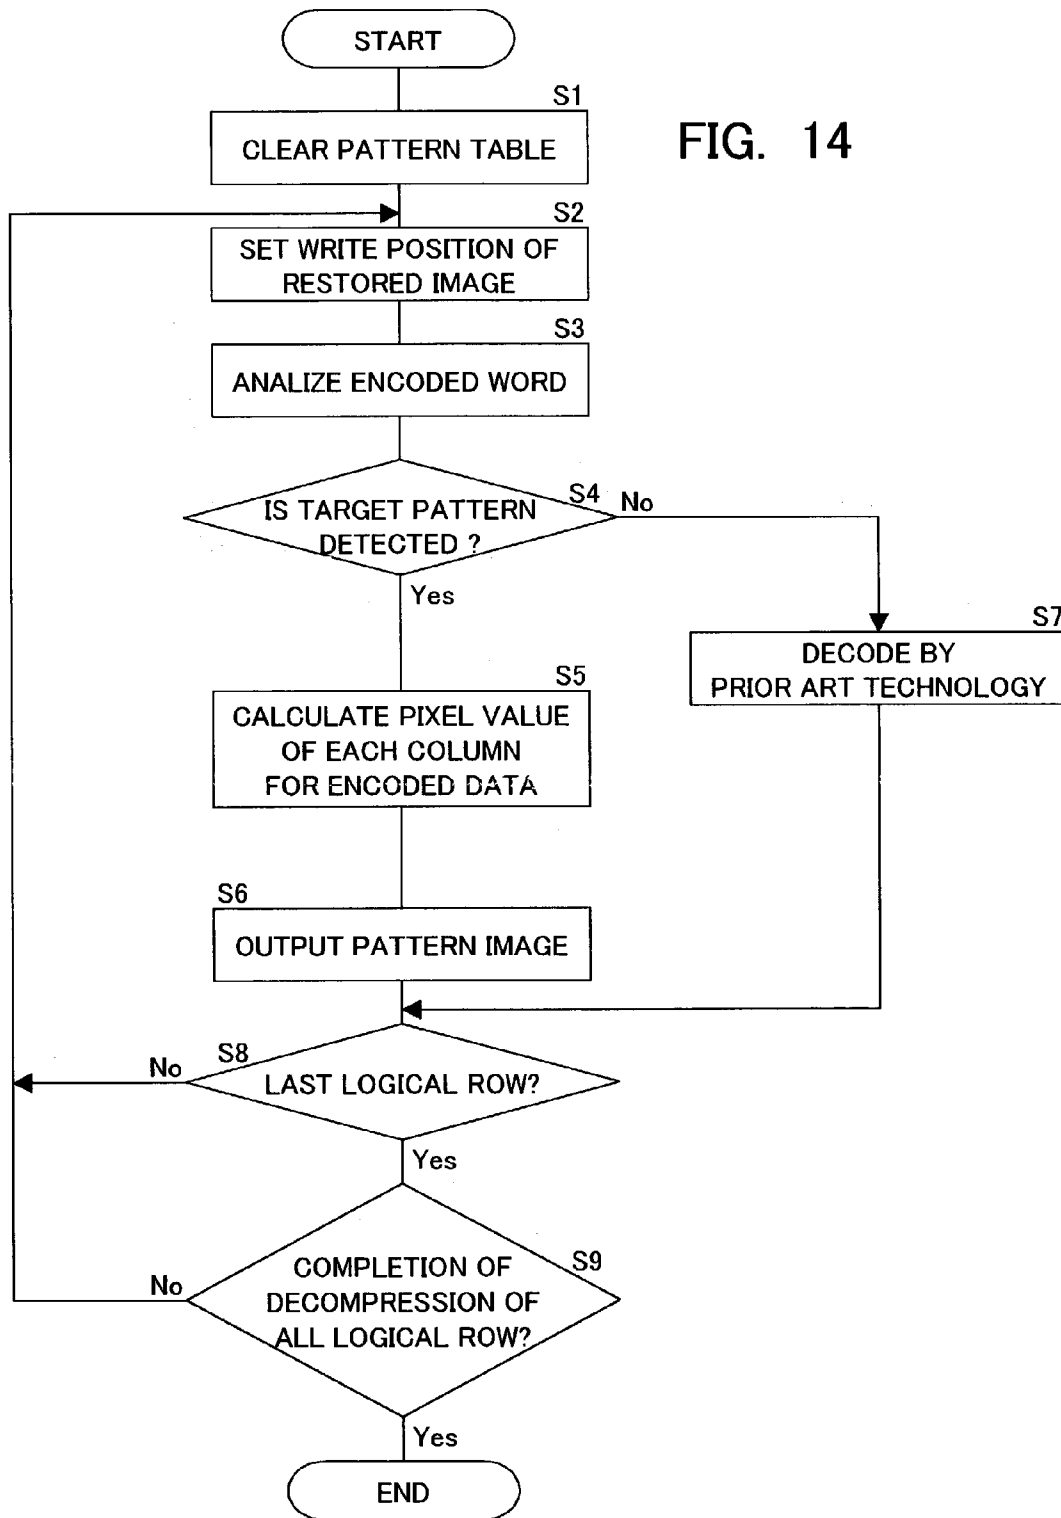 START
S1
CLEAR PATTERN TABLE
FIG. 14
S2
SET WRITE POSITION OF
RESTORED IMAGE
S3
ANALIZE ENCODED WORD
S4
IS TARGET PATTERN
DETECTED ?
No
Yes
S7
DECODE BY
PRIOR ART TECHNOLOGY
S5
CALCULATE PIXEL VALUE
OF EACH COLUMN
FOR ENCODED DATA
S6
OUTPUT PATTERN IMAGE
S8
No
LAST LOGICAL ROW?
Yes
S9
No
COMPLETION OF
DECOMPRESSION OF
ALL LOGICAL ROW?
Yes
END